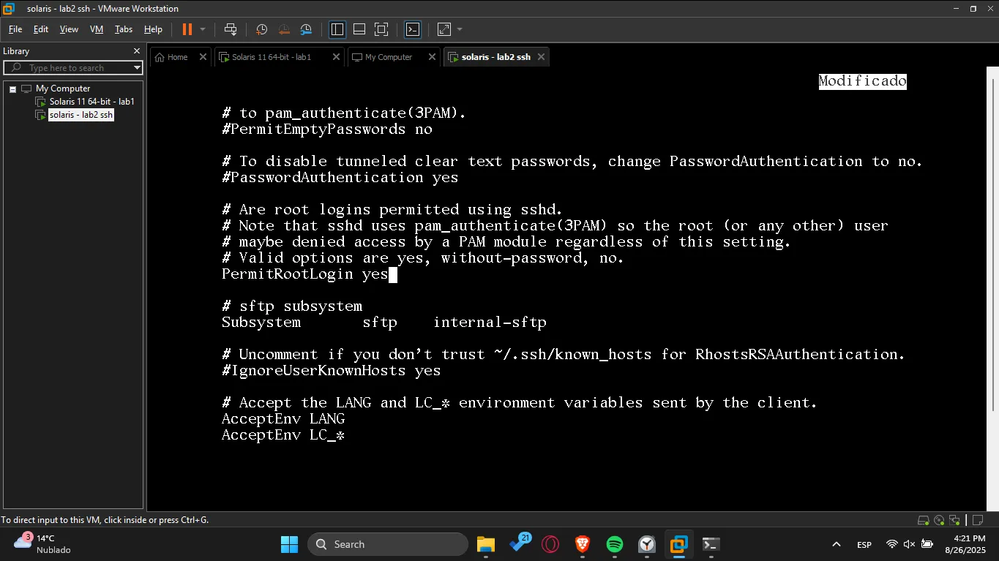 solaris - lab2 ssh - VMware Workstation
File Edit View VM Tabs Help
Library
Type here to search
My Computer
Solaris 11 64-bit - lab1
solaris - lab2 ssh
Home
Solaris 11 64-bit - lab1
My Computer
solaris - lab2 ssh
Modificado
# to pam_authenticate(3PAM).
#PermitEmptyPasswords no
# To disable tunneled clear text passwords, change PasswordAuthentication to no.
#PasswordAuthentication yes
# Are root logins permitted using sshd.
# Note that sshd uses pam_authenticate(3PAM) so the root (or any other) user
# maybe denied access by a PAM module regardless of this setting.
# Valid options are yes, without-password, no.
PermitRootLogin yes
# sftp subsystem
Subsystem sftp internal-sftp
# Uncomment if you don't trust ~/.ssh/known_hosts for RhostsRSAAuthentication.
#IgnoreUserKnownHosts yes
# Accept the LANG and LC_* environment variables sent by the client.
AcceptEnv LANG
AcceptEnv LC_*
To direct input to this VM, click inside or press Ctrl+G.
3
14°C
Nublado
Search
21
ESP
4:21 PM
8/26/2025